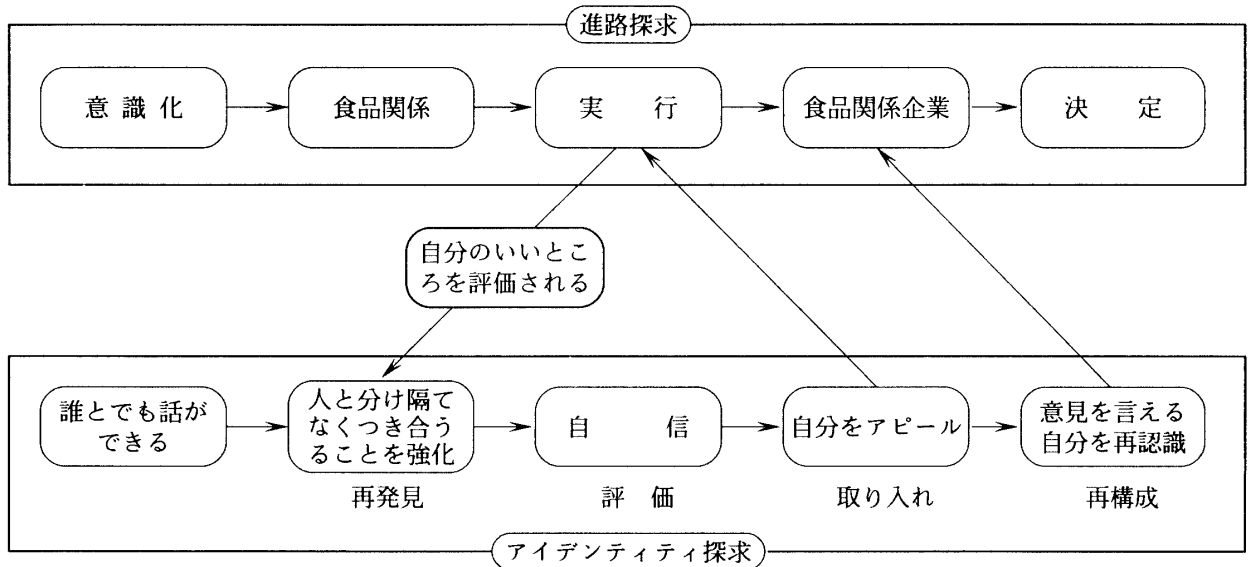 進路探求
意識化
食品関係
実行
食品関係企業
決定
自分のいいとこ
ろを評価される
誰とでも話が
できる
人と分け隔て
なくつき合う
ることを強化
自信
自分をアピール
意見を言える
自分を再認識
再発見
評価
取り入れ
再構成
アイデンティティ探求